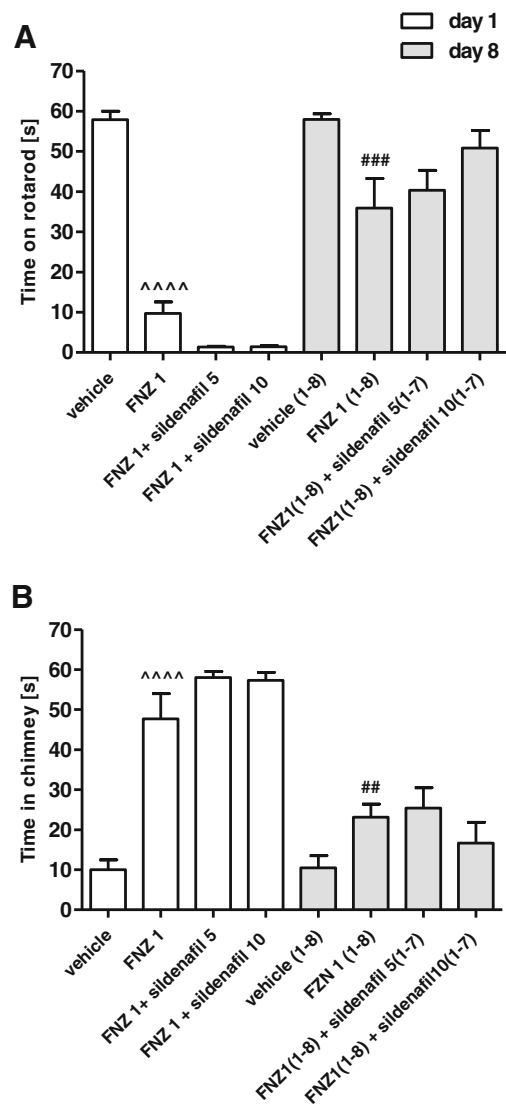 day 1
day 8
A
Time on rotarod [s]
70
60
50
40
30
20
10
0
^^^^
###
vehicle
FNZ 1
FNZ 1+ sildenafil 5
FNZ 1 + sildenafil 10
vehicle (1-8)
FNZ 1 (1-8)
FNZ1(1-8) + sildenafil 5(1-7)
FNZ1(1-8) + sildenafil 10(1-7)
B
Time in chimney [s]
70
60
50
40
30
20
10
0
^^^^
##
vehicle
FNZ 1
FNZ 1+ sildenafil 5
FNZ 1 + sildenafil 10
vehicle (1-8)
FZN 1 (1-8)
FNZ1(1-8) + sildenafil 5(1-7)
FNZ1(1-8) + sildenafil10(1-7)